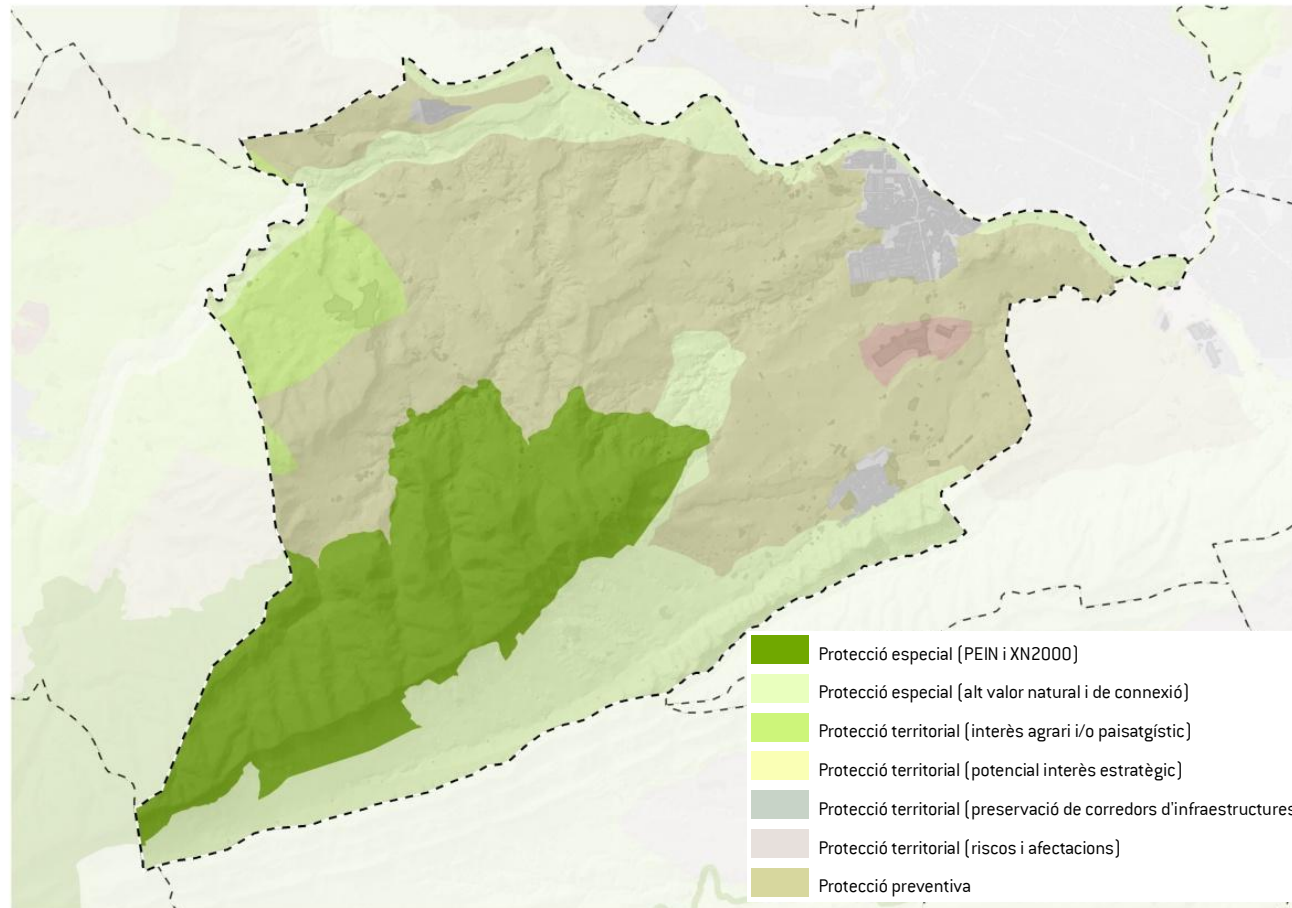 Protecció especial (PEIN i XN2000)
Protecció especial (alt valor natural i de connexió)
Protecció territorial (interès agrari i/o paisatgístic)
Protecció territorial (potencial interès estratègic)
Protecció territorial (preservació de corredors d'infraestructures
Protecció territorial (riscos i afectacions)
Protecció preventiva